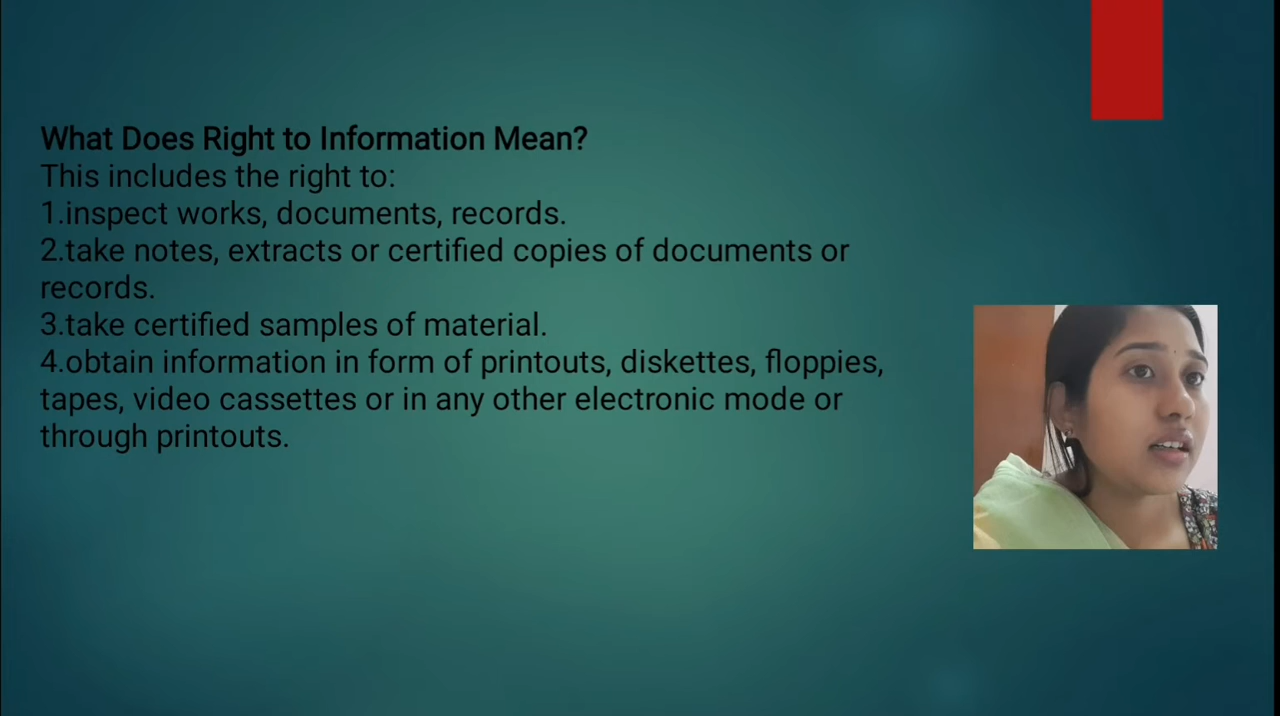 What Does Right to Information Mean?
This includes the right to:
1.inspect works, documents, records.
2.take notes, extracts or certified copies of documents or
records.
3.take certified samples of material.
4.obtain information in form of printouts, diskettes, floppies,
tapes, video cassettes or in any other electronic mode or
through printouts.